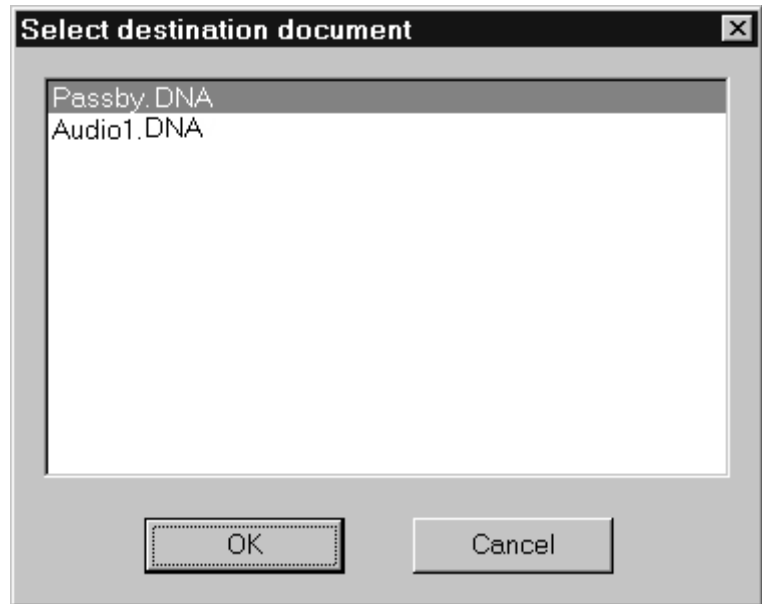 Select destination document
Passby.DNA
Audio1.DNA
OK
Cancel